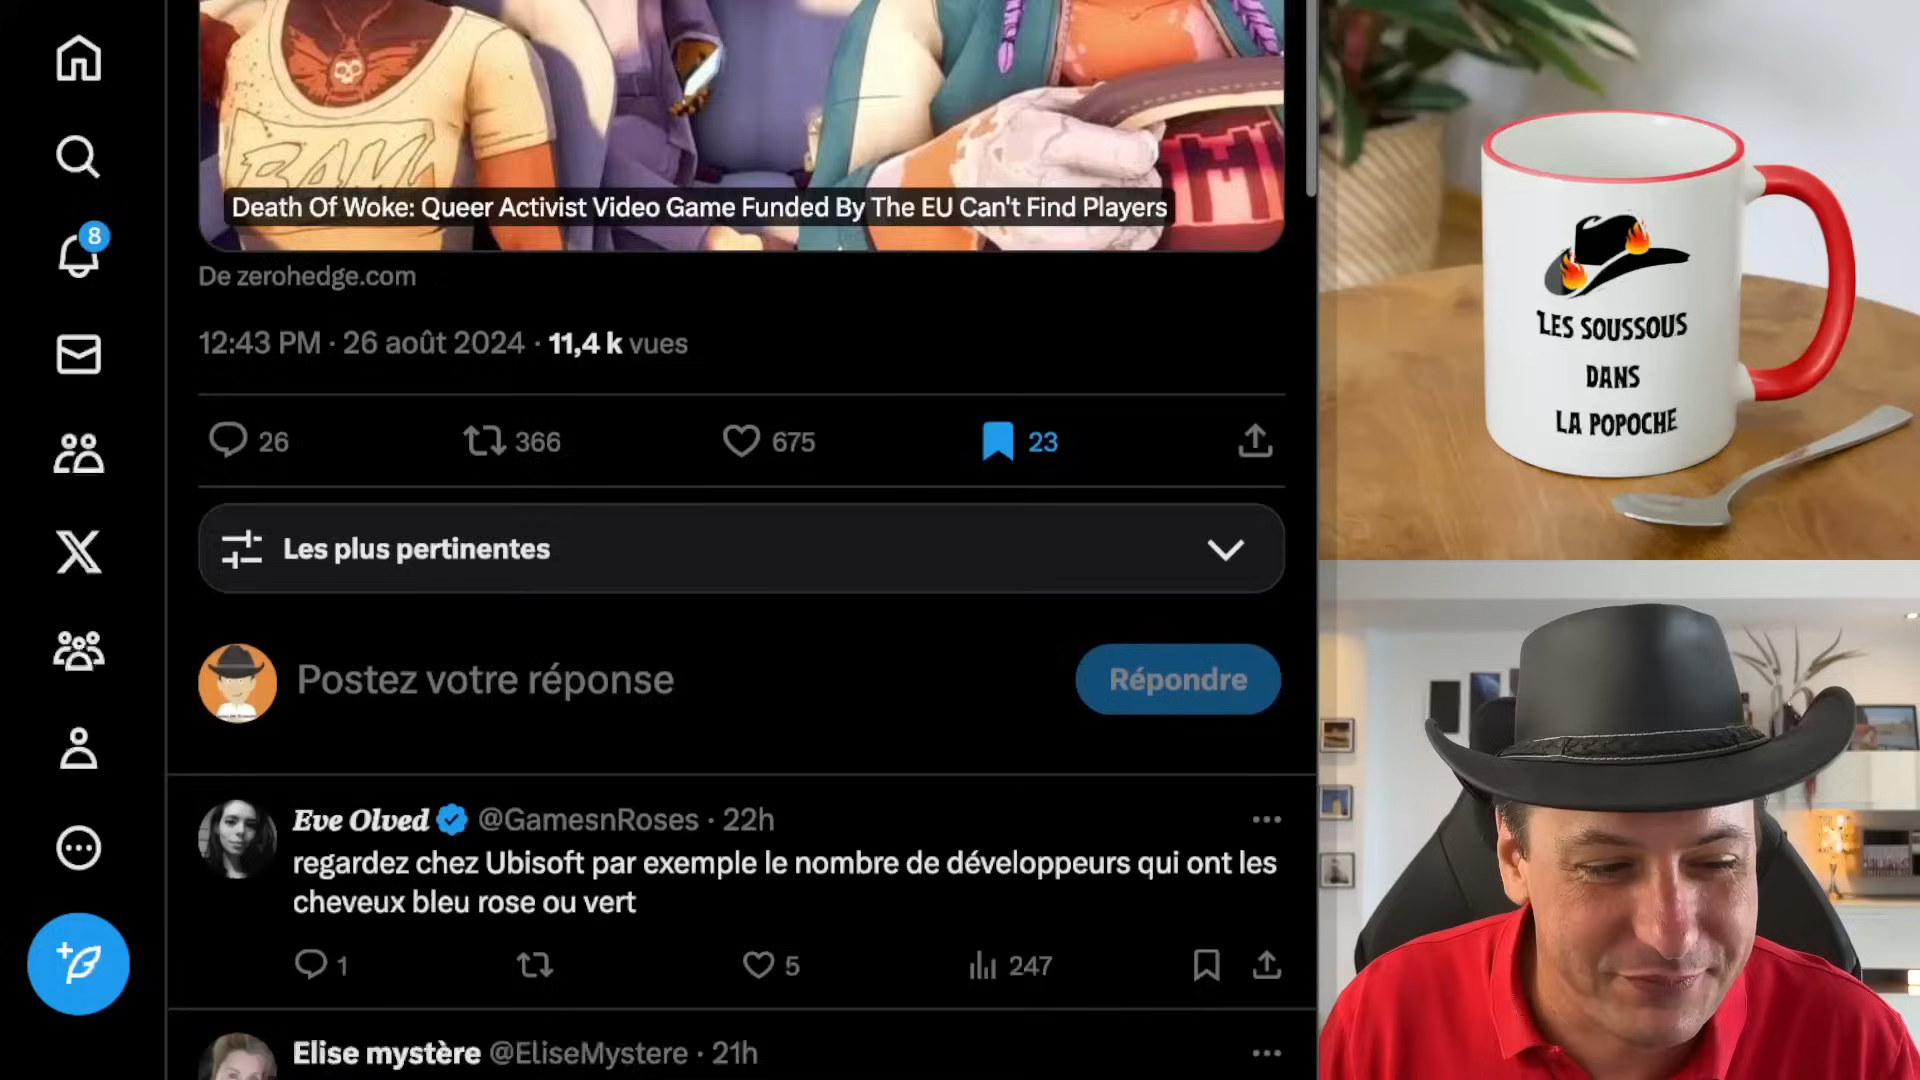 BAM
Death Of Woke: Queer Activist Video Game Funded By The EU Can't Find Players
De zerohedge.com
12:43 PM · 26 août 2024 · 11,4 k vues
26 366 675 23
Les plus pertinentes
Postez votre réponse
Répondre
Eve Olved @GamesnRoses · 22h
regardez chez Ubisoft par exemple le nombre de développeurs qui ont les
cheveux bleu rose ou vert
1 5 247
Elise mystère @EliseMystere · 21h
8
LES SOUSSOUS
DANS
LA POPOCHE